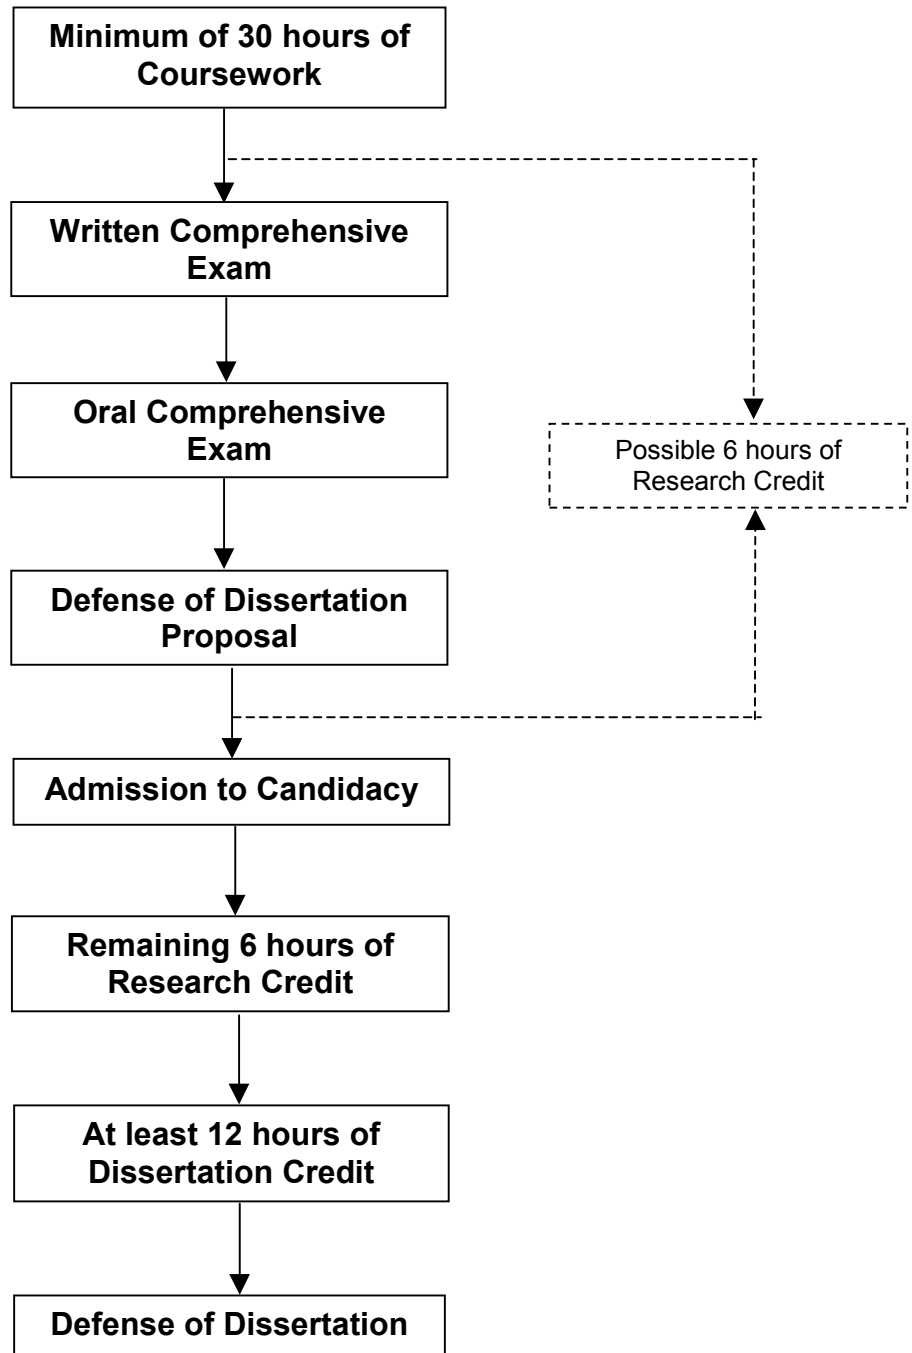 Minimum of 30 hours of
Coursework
Written Comprehensive
Exam
Oral Comprehensive
Exam
Possible 6 hours of
Research Credit
Defense of Dissertation
Proposal
Admission to Candidacy
Remaining 6 hours of
Research Credit
At least 12 hours of
Dissertation Credit
Defense of Dissertation